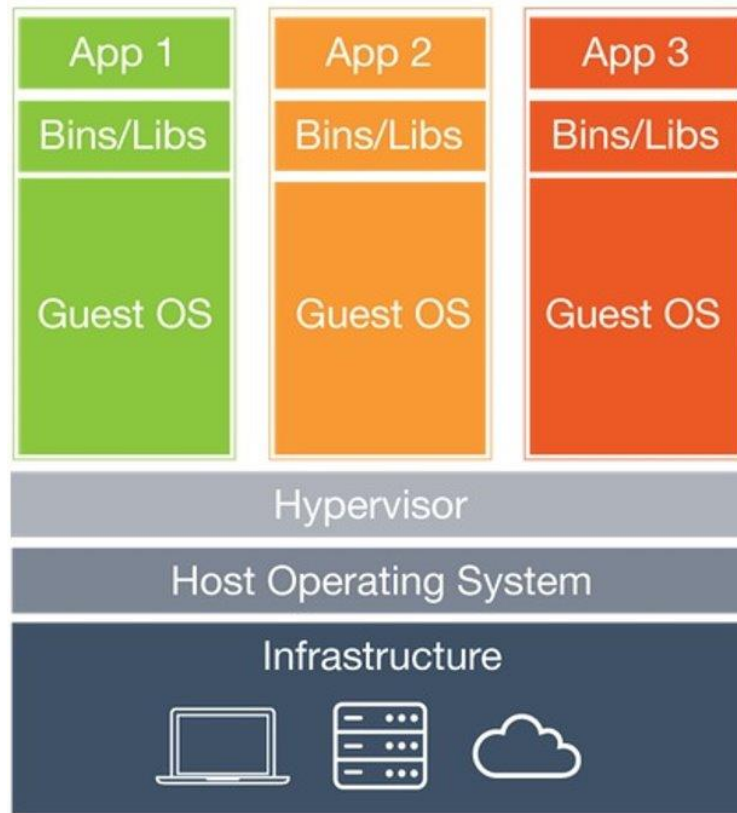 App 1
App 2
App 3
Bins/Libs
Bins/Libs
Bins/Libs
Guest OS
Guest OS
Guest OS
Hypervisor
Host Operating System
Infrastructure